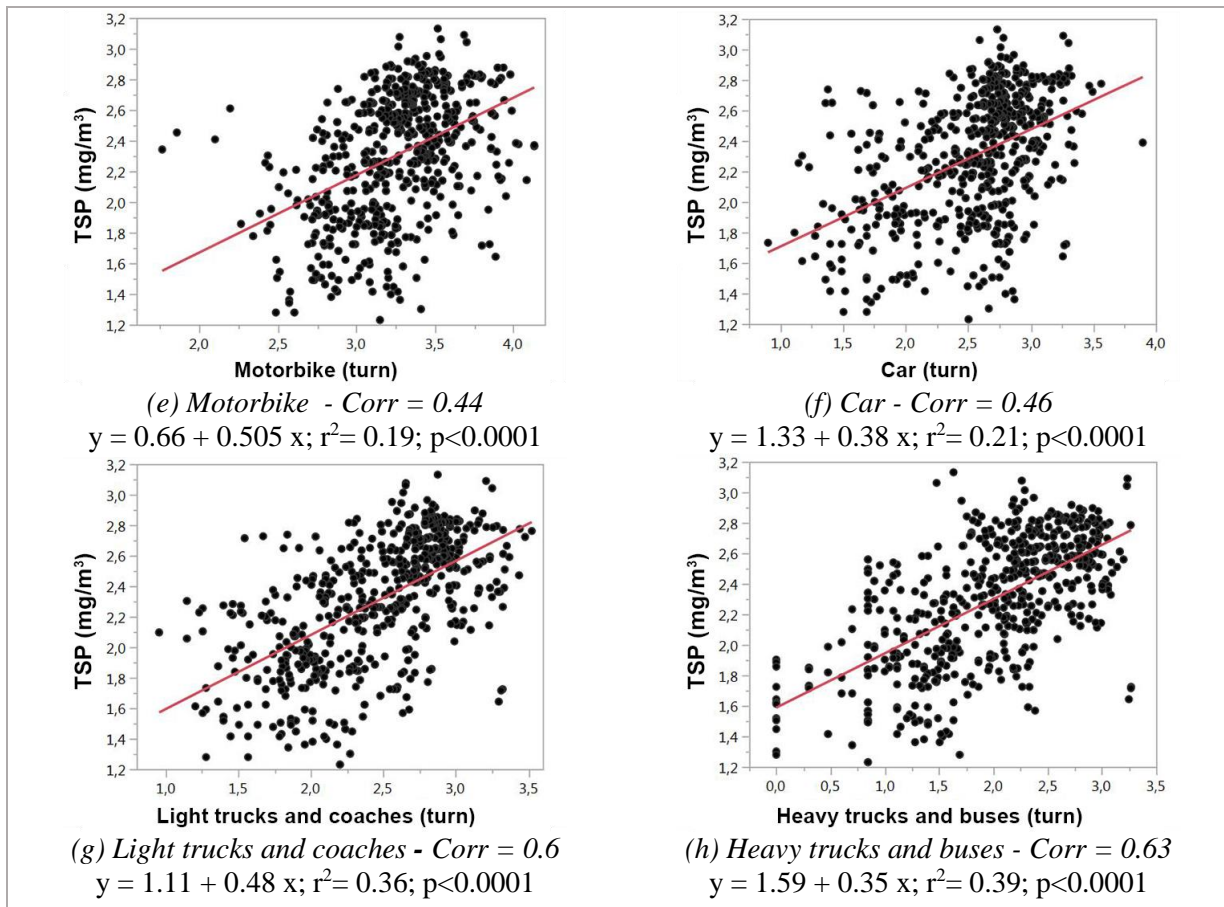 3,2
3,0
2,8
2,6
2,4
2,2
2,0
1,8
1,6
1,4
1,2
TSP (mg/m³)
2,0 2,5 3,0 3,5 4,0
Motorbike (turn)
(e) Motorbike - Corr = 0.44
y = 0.66 + 0.505 x; r²= 0.19; p<0.0001
3,2
3,0
2,8
2,6
2,4
2,2
2,0
1,8
1,6
1,4
1,2
TSP (mg/m³)
1,0 1,5 2,0 2,5 3,0 3,5 4,0
Car (turn)
(f) Car - Corr = 0.46
y = 1.33 + 0.38 x; r²= 0.21; p<0.0001
3,2
3,0
2,8
2,6
2,4
2,2
2,0
1,8
1,6
1,4
1,2
TSP (mg/m³)
1,0 1,5 2,0 2,5 3,0 3,5
Light trucks and coaches (turn)
(g) Light trucks and coaches - Corr = 0.6
y = 1.11 + 0.48 x; r²= 0.36; p<0.0001
3,2
3,0
2,8
2,6
2,4
2,2
2,0
1,8
1,6
1,4
1,2
TSP (mg/m³)
0,0 0,5 1,0 1,5 2,0 2,5 3,0 3,5
Heavy trucks and buses (turn)
(h) Heavy trucks and buses - Corr = 0.63
y = 1.59 + 0.35 x; r²= 0.39; p<0.0001